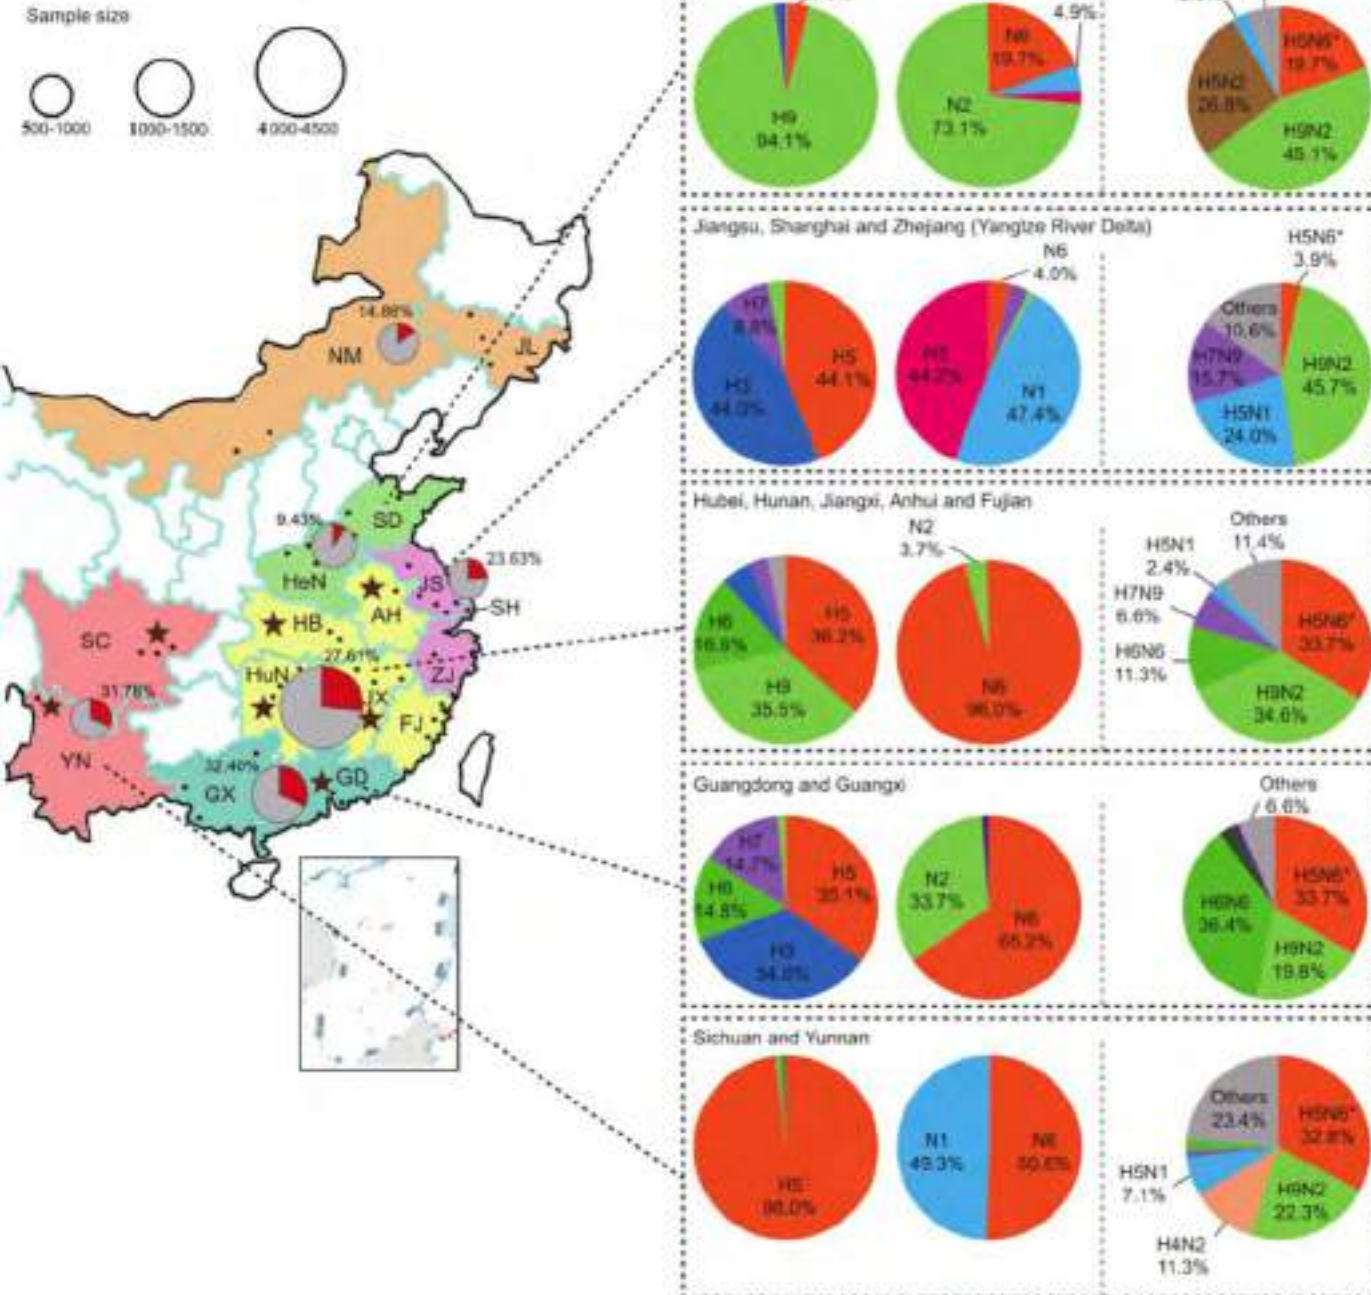 Sample size
500-1000
1000-1500
4000-4500
14.88%
NM
JL
9.43%
SD
HeN
23.63%
JS
SH
AH
HB
SC
27.61%
HuN
ZJ
JX
FJ
31.78%
YN
32.40%
GX
GD
H9
94.1%
N6
19.7%
4.9%
N2
73.1%
H5N6*
19.7%
H5N2
26.8%
H9N2
45.1%
Jiangsu, Shanghai and Zhejiang (Yangtze River Delta)
H7
8.8%
H5
44.1%
H3
44.0%
N6
4.0%
44.2%
N1
47.4%
H5N6*
3.9%
Others
10.6%
H7N9
15.7%
H9N2
45.7%
H5N1
24.0%
Hubei, Hunan, Jiangxi, Anhui and Fujian
H6
16.6%
H5
36.2%
H9
35.5%
N2
3.7%
N6
96.0%
Others
11.4%
H5N1
2.4%
H7N9
6.6%
H5N6*
33.7%
H6N6
11.3%
H9N2
34.6%
Guangdong and Guangxi
H7
14.7%
H6
14.8%
H5
35.1%
H3
34.0%
N2
33.7%
N6
65.2%
Others
6.6%
H5N6*
33.7%
H6N6
36.4%
H9N2
19.8%
Sichuan and Yunnan
H5
98.0%
N1
49.3%
N6
50.6%
Others
23.4%
H5N6*
32.8%
H5N1
7.1%
H9N2
22.3%
H4N2
11.3%